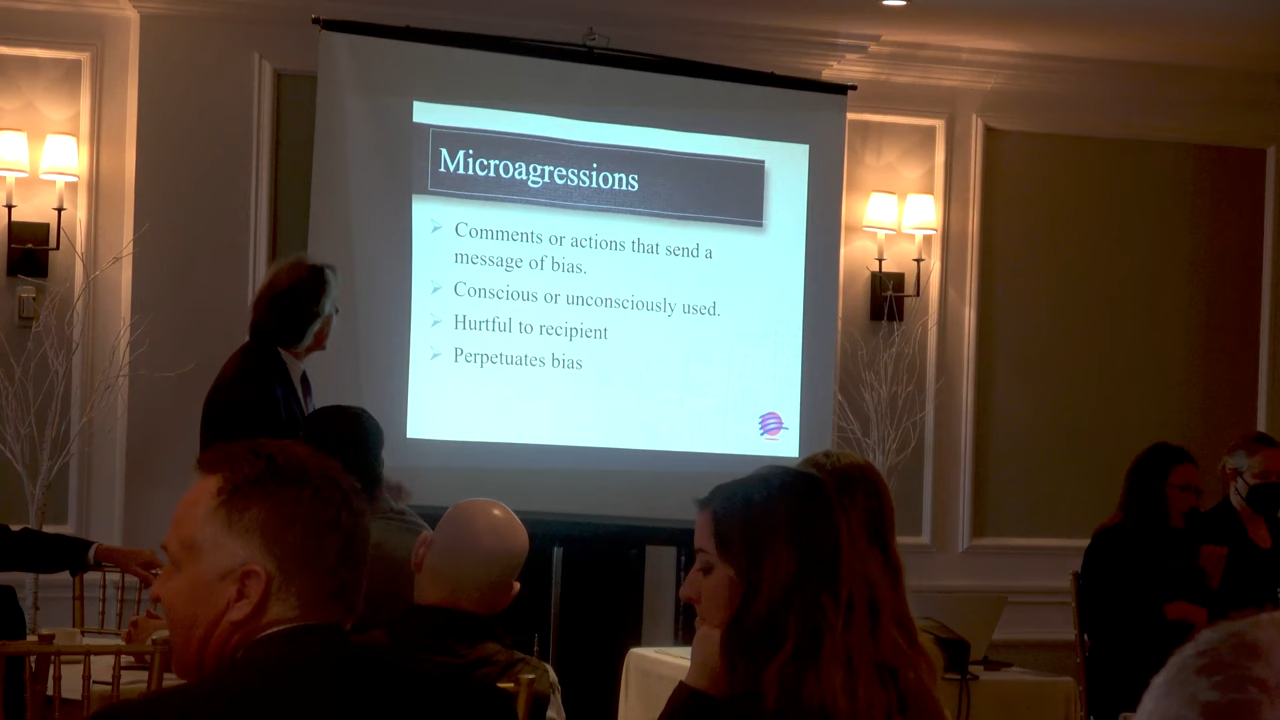 Microagressions
Comments or actions that send a
message of bias.
Conscious or unconsciously used.
Hurtful to recipient
Perpetuates bias